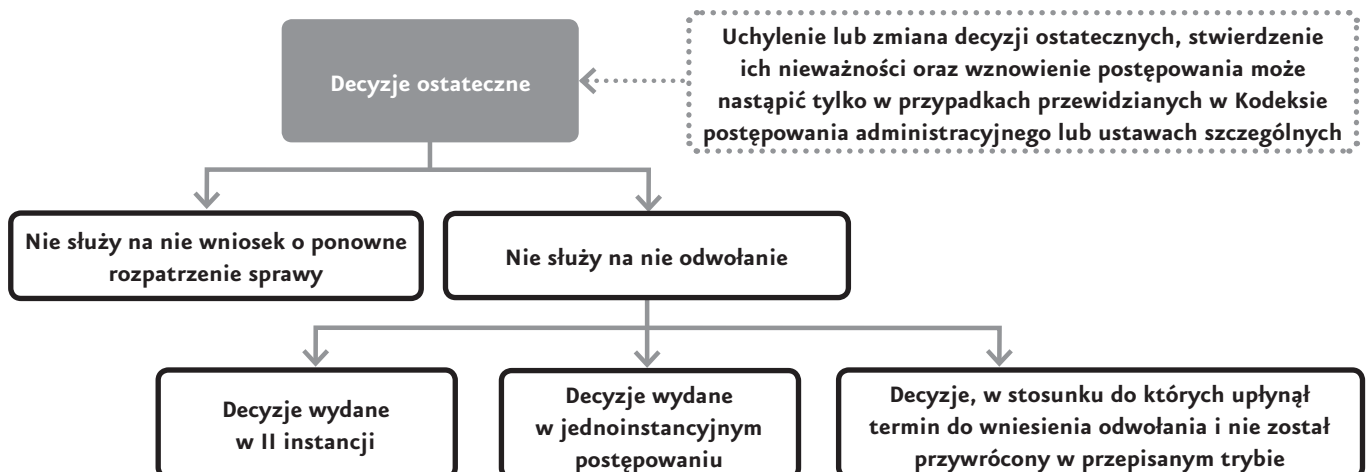 Decyzje ostateczne
Uchylenie lub zmiana decyzji ostatecznych, stwierdzenie
ich nieważności oraz wznowienie postępowania może
nastąpić tylko w przypadkach przewidzianych w Kodeksie
postępowania administracyjnego lub ustawach szczególnych
Nie służy na nie wniosek o ponowne
rozpatrzenie sprawy
Nie służy na nie odwołanie
Decyzje wydane
w II instancji
Decyzje wydane
w jednoinstancyjnym
postępowaniu
Decyzje, w stosunku do których upłynął
termin do wniesienia odwołania i nie został
przywrócony w przepisanym trybie